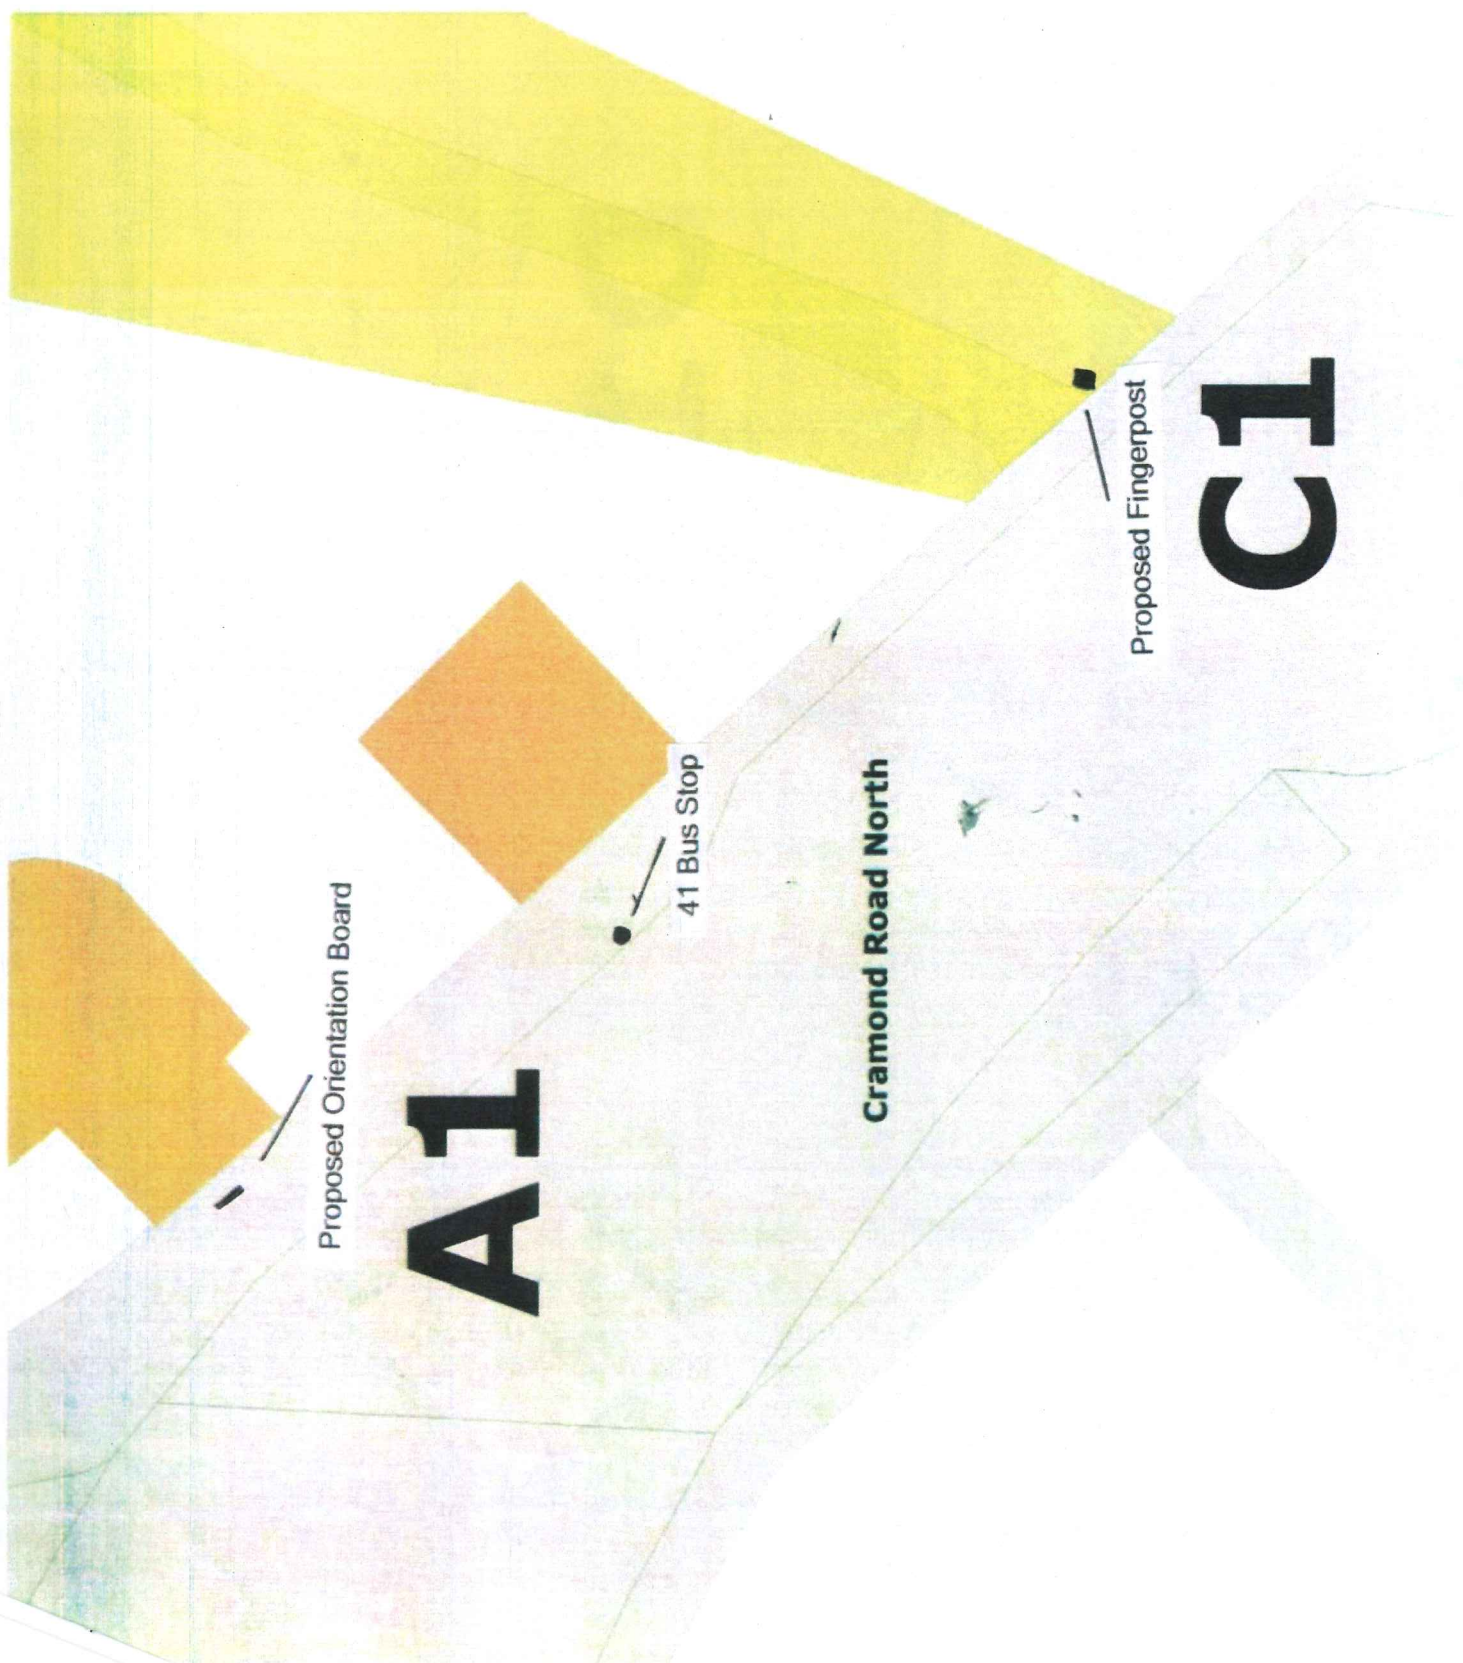 Proposed Orientation Board
A1
41 Bus Stop
Cramond Road North
Proposed Fingerpost
C1